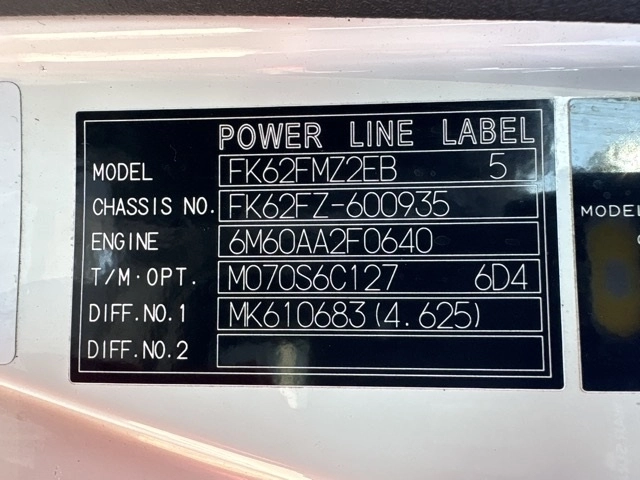 POWER LINE LABEL
MODEL FK62FMZ2EB 5
CHASSIS NO. FK62FZ-600935
ENGINE 6M60AA2F0640
T/M·OPT. M070S6C127 6D4
DIFF.NO.1 MK610683(4.625)
DIFF.NO.2
MODEL